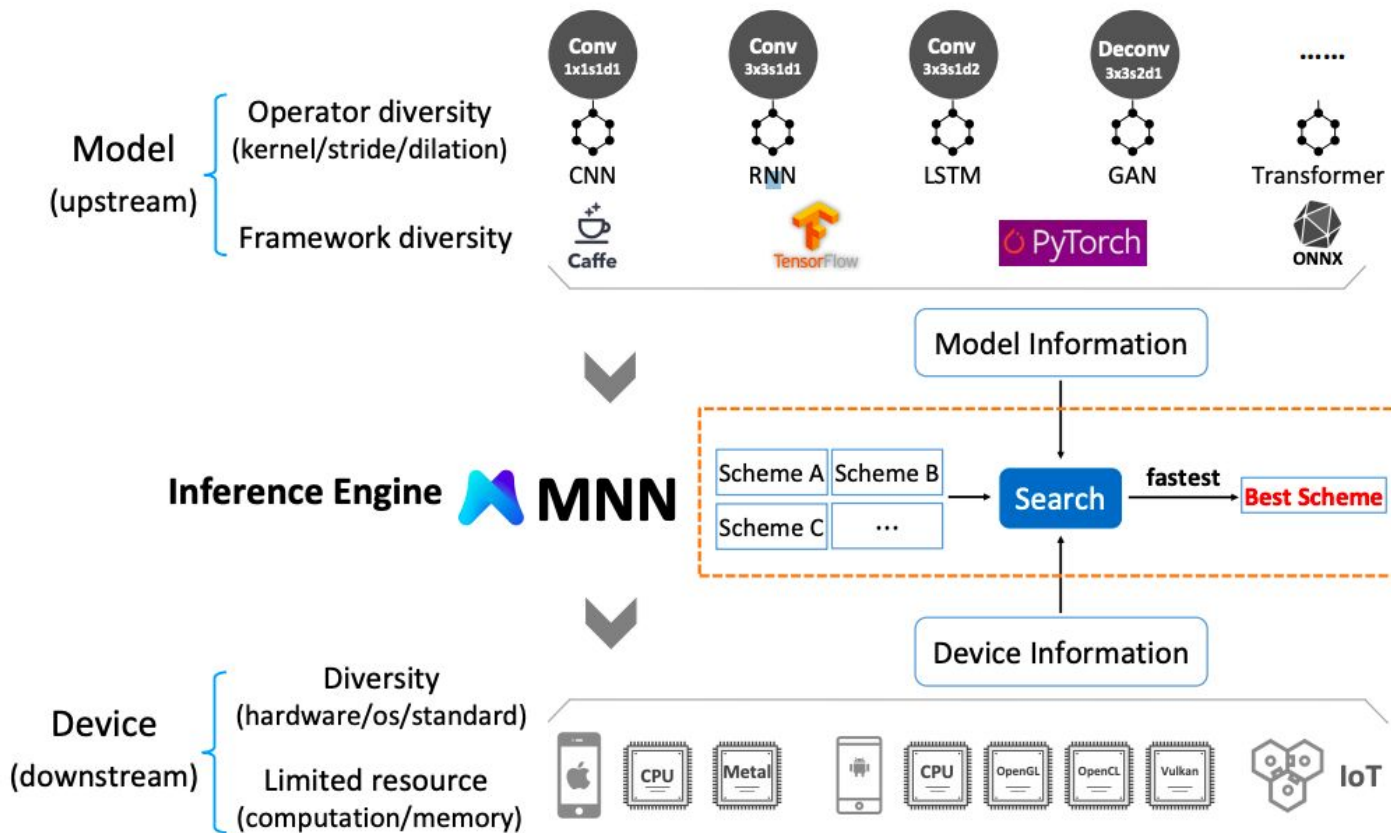 Conv
1x1s1d1
Conv
3x3s1d1
Conv
3x3s1d2
Deconv
3x3s2d1
......
Model
(upstream)
Operator diversity
(kernel/stride/dilation)
CNN
RNN
LSTM
GAN
Transformer
Framework diversity
Caffe
TensorFlow
PyTorch
ONNX
Model Information
Inference Engine
MNN
Scheme A
Scheme B
Scheme C
...
Search
fastest
Best Scheme
Device Information
Device
(downstream)
Diversity
(hardware/os/standard)
Limited resource
(computation/memory)
CPU
Metal
CPU
OpenGL
OpenCL
Vulkan
IoT